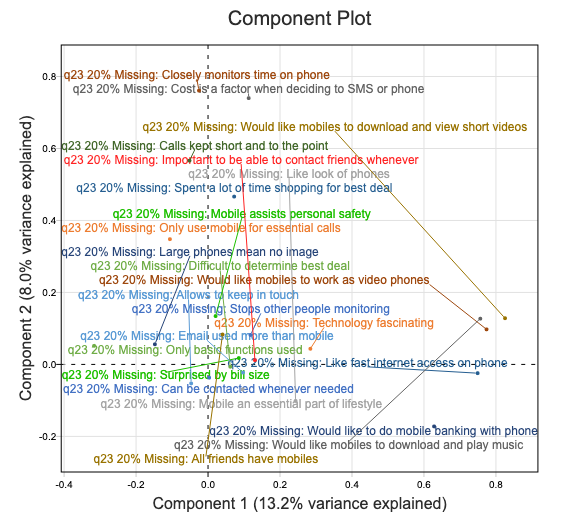 Component Plot
Component 2 (8.0% variance explained)
0.8
0.6
0.4
0.2
0.0
-0.2
q23 20% Missing: Closely monitors time on phone
q23 20% Missing: Cost is a factor when deciding to SMS or phone
q23 20% Missing: Would like mobiles to download and view short videos
q23 20% Missing: Calls kept short and to the point
q23 20% Missing: Important to be able to contact friends whenever
q23 20% Missing: Like look of phones
q23 20% Missing: Spent a lot of time shopping for best deal
q23 20% Missing: Mobile assists personal safety
q23 20% Missing: Only use mobile for essential calls
q23 20% Missing: Large phones mean no image
q23 20% Missing: Difficult to determine best deal
q23 20% Missing: Would like mobiles to work as video phones
q23 20% Missing: Allows to keep in touch
q23 20% Missing: Stops other people monitoring
q23 20% Missing: Technology fascinating
q23 20% Missing: Email used more than mobile
q23 20% Missing: Only basic functions used
q23 20% Missing: Like fast internet access on phone
q23 20% Missing: Surprised by bill size
q23 20% Missing: Can be contacted whenever needed
q23 20% Missing: Mobile an essential part of lifestyle
q23 20% Missing: Would like to do mobile banking with phone
q23 20% Missing: Would like mobiles to download and play music
q23 20% Missing: All friends have mobiles
-0.4
-0.2
0.0
0.2
0.4
0.6
0.8
Component 1 (13.2% variance explained)